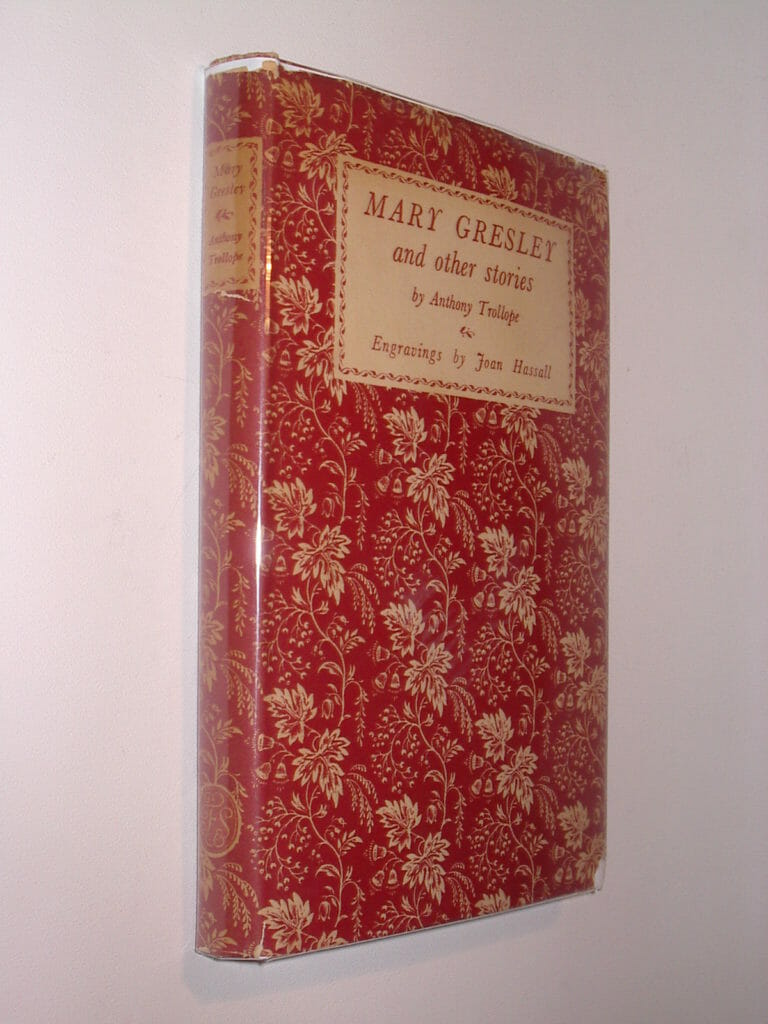 Mary
Gresley
Anthony
Trollope
MARY GRESLEY
and other stories
by Anthony Trollope
Engravings by Joan Hassall